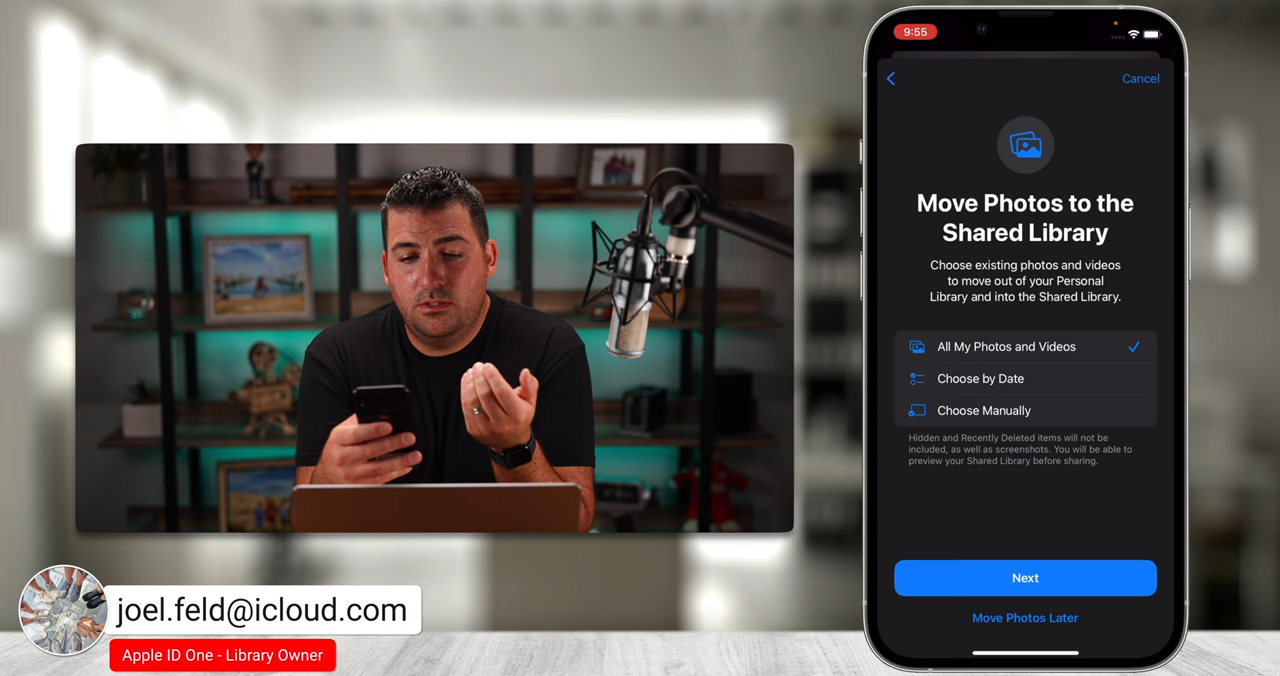 9:55
Cancel
Move Photos to the
Shared Library
Choose existing photos and videos
to move out of your Personal
Library and into the Shared Library.
All My Photos and Videos
Choose by Date
Choose Manually
Hidden and Recently Deleted items will not be
included, as well as screenshots. You will be able to
preview your Shared Library before sharing.
Next
Move Photos Later
joel.feld@icloud.com
Apple ID One - Library Owner